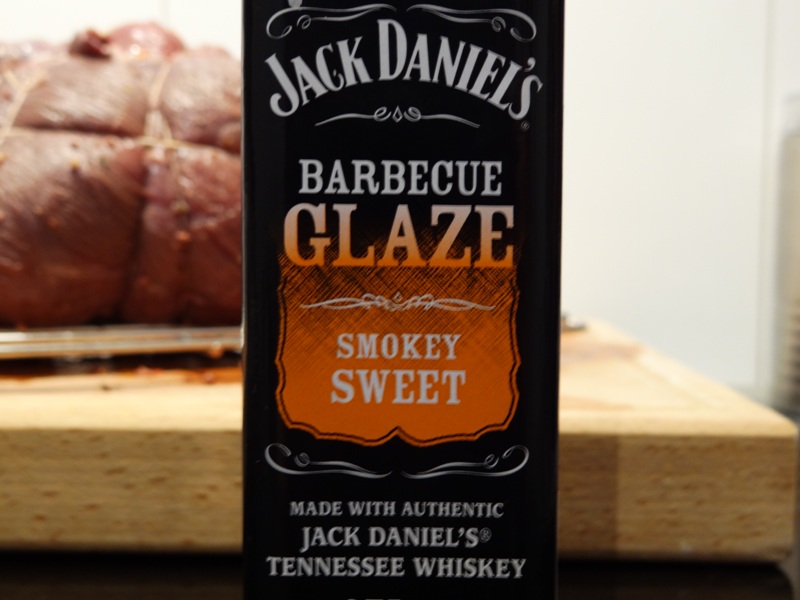 JACK DANIEL'S®
BARBECUE
GLAZE
SMOKEY
SWEET
MADE WITH AUTHENTIC
JACK DANIEL'S®
TENNESSEE WHISKEY